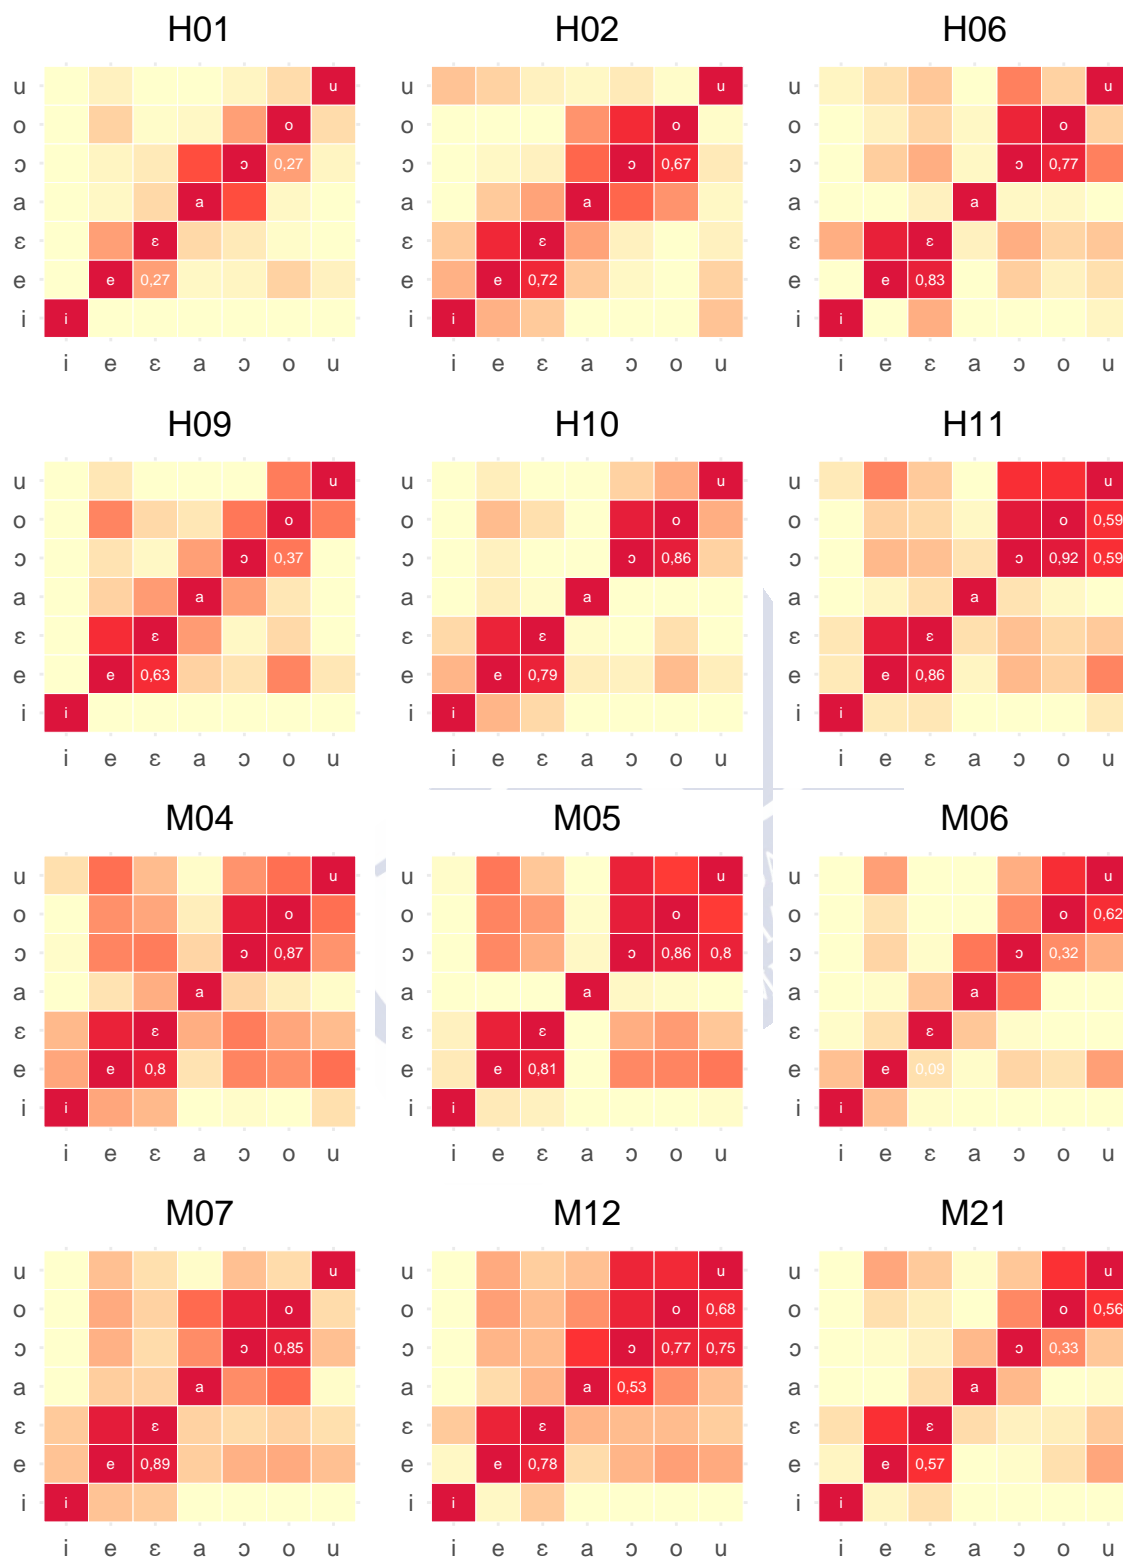 H01 H02 H06
u u u u u u
o o o o o o
ɔ ɔ 0,27 ɔ ɔ 0,67 ɔ ɔ 0,77
a a a a a a
ɛ ɛ ɛ ɛ ɛ ɛ
e e 0,27 e e 0,72 e e 0,83
i i i i i i
i e ɛ a ɔ o u i e ɛ a ɔ o u i e ɛ a ɔ o u
H09 H10 H11
u u u u u u
o o o o o o 0,59
ɔ ɔ 0,37 ɔ ɔ 0,86 ɔ ɔ 0,92 0,59
a a a a a a
ɛ ɛ ɛ ɛ ɛ ɛ
e e 0,63 e e 0,79 e e 0,86
i i i i i i
i e ɛ a ɔ o u i e ɛ a ɔ o u i e ɛ a ɔ o u
M04 M05 M06
u u u u u u
o o o o o o 0,62
ɔ ɔ 0,87 ɔ ɔ 0,86 0,8 ɔ ɔ 0,32
a a a a a a
ɛ ɛ ɛ ɛ ɛ ɛ
e e 0,8 e e 0,81 e e 0,09
i i i i i i
i e ɛ a ɔ o u i e ɛ a ɔ o u i e ɛ a ɔ o u
M07 M12 M21
u u u u u u
o o o o 0,68 o o 0,56
ɔ ɔ 0,85 ɔ ɔ 0,77 0,75 ɔ ɔ 0,33
a a a a 0,53 a a
ɛ ɛ ɛ ɛ ɛ ɛ
e e 0,89 e e 0,78 e e 0,57
i i i i i i
i e ɛ a ɔ o u i e ɛ a ɔ o u i e ɛ a ɔ o u